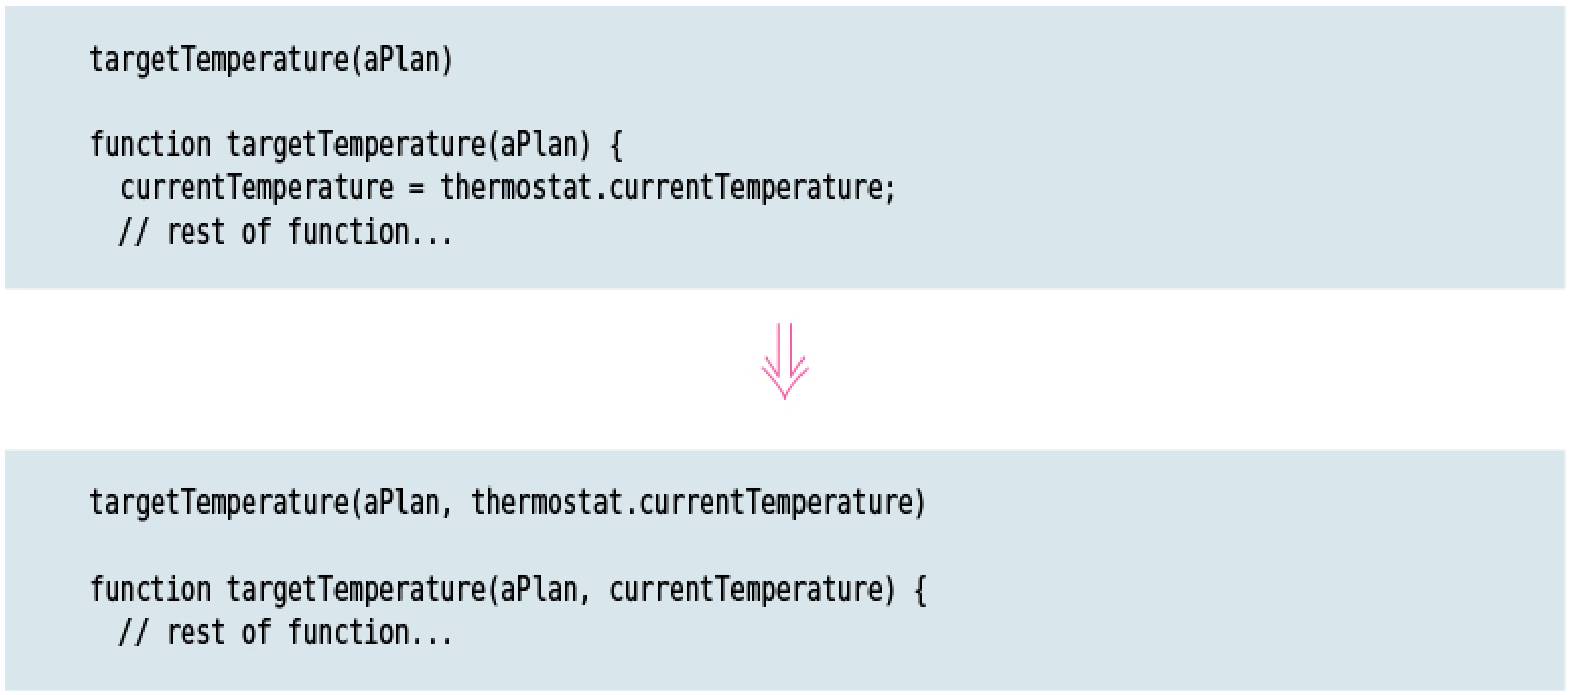 targetTemperature(aPlan)
function targetTemperature(aPlan) {
currentTemperature = thermostat.currentTemperature;
// rest of function...
targetTemperature(aPlan, thermostat.currentTemperature)
function targetTemperature(aPlan, currentTemperature) {
// rest of function...